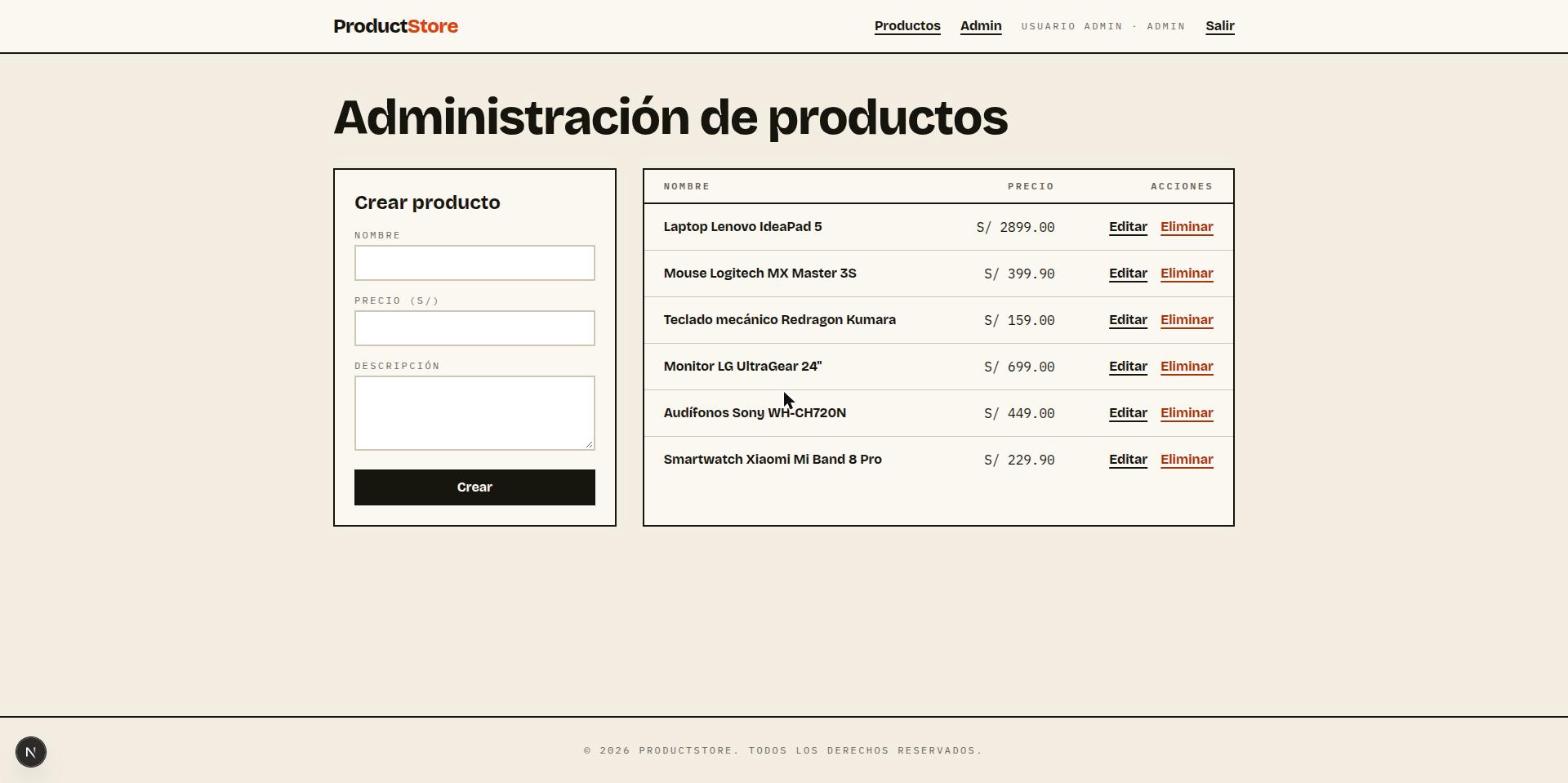 ProductStore
Productos Admin USUARIO ADMIN · ADMIN Salir
Administración de productos
Crear producto
NOMBRE
PRECIO (S/)
DESCRIPCIÓN
Crear
NOMBRE PRECIO ACCIONES
Laptop Lenovo IdeaPad 5 S/ 2899.00 Editar Eliminar
Mouse Logitech MX Master 3S S/ 399.90 Editar Eliminar
Teclado mecánico Redragon Kumara S/ 159.00 Editar Eliminar
Monitor LG UltraGear 24" S/ 699.00 Editar Eliminar
Audífonos Sony WH-CH720N S/ 449.00 Editar Eliminar
Smartwatch Xiaomi Mi Band 8 Pro S/ 229.90 Editar Eliminar
© 2026 PRODUCTSTORE. TODOS LOS DERECHOS RESERVADOS.
N